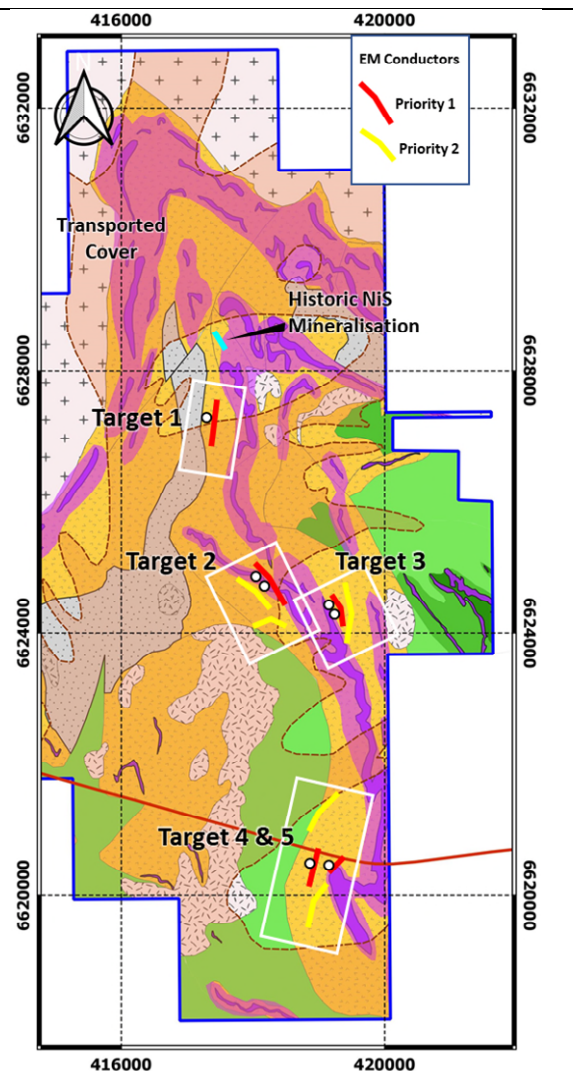 416000
420000
N
EM Conductors
Priority 1
Priority 2
6632000
6632000
Transported
Cover
Historic NiS
Mineralisation
6628000
6628000
Target 1
Target 2
Target 3
6624000
6624000
Target 4 & 5
6620000
6620000
416000
420000